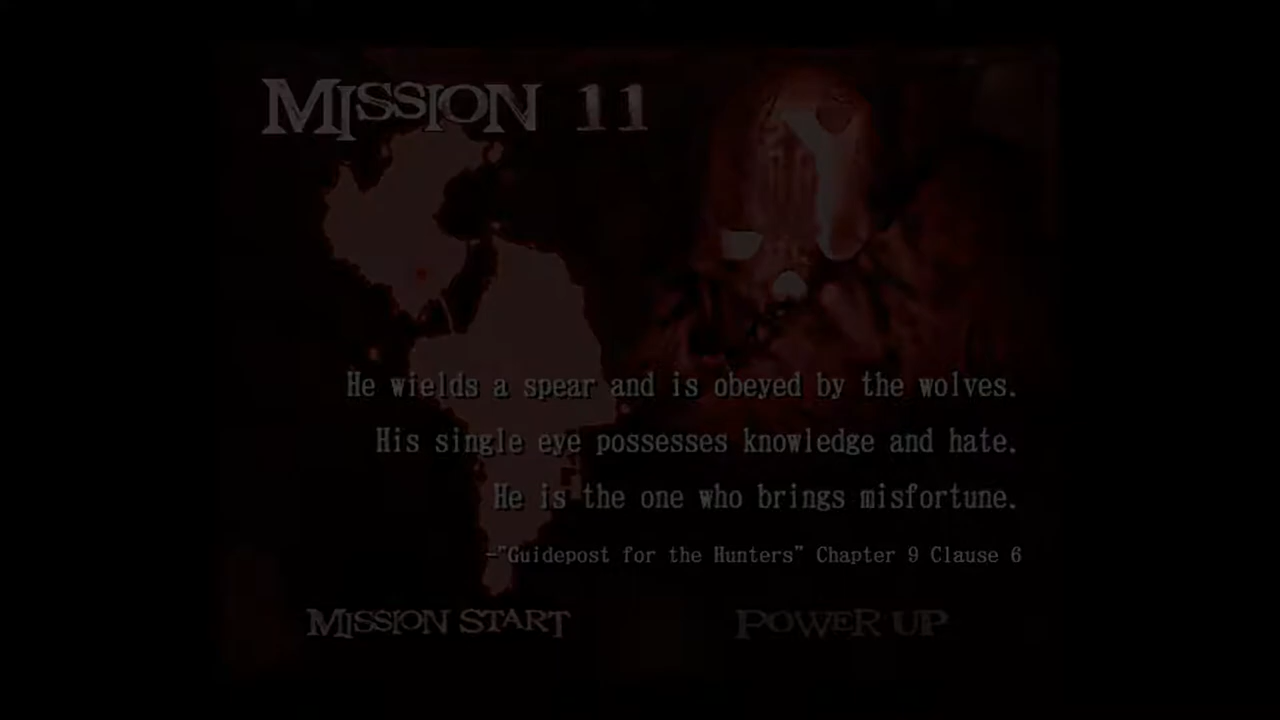 MISSION 11
He wields a spear and is obeyed by the wolves.
His single eye possesses knowledge and hate.
He is the one who brings misfortune.
-"Guidepost for the Hunters" Chapter 9 Clause 6
MISSION START
POWER UP